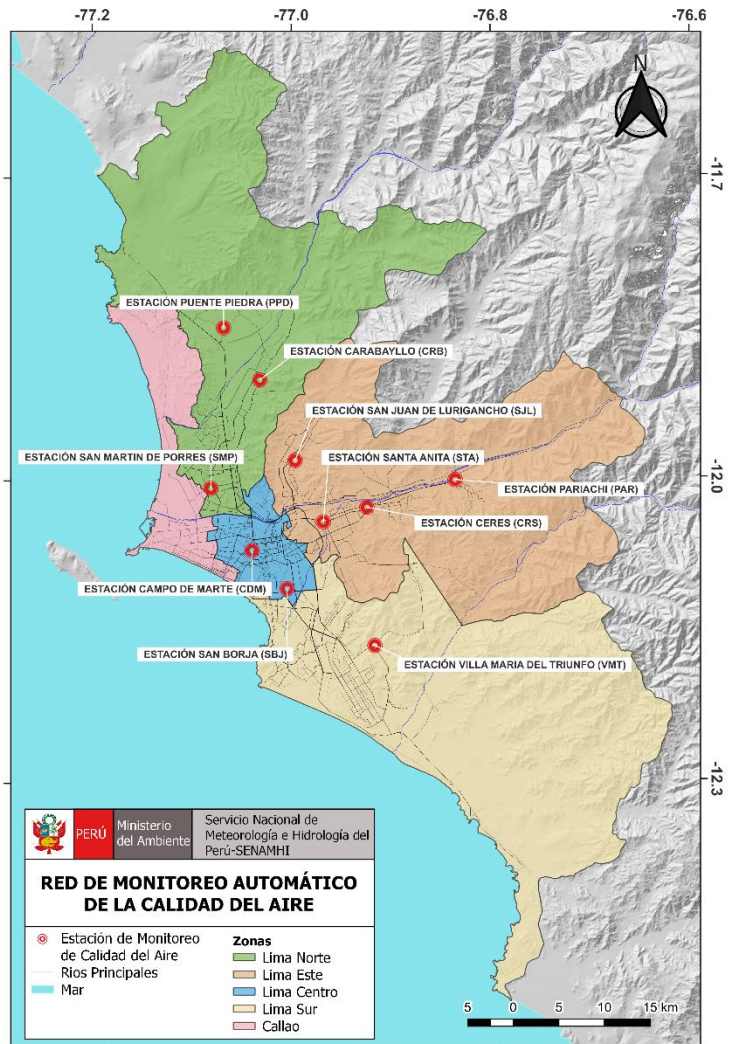 -77.2
-77.0
-76.8
-76.6
N
-11.7
ESTACIÓN PUENTE PIEDRA (PPD)
ESTACIÓN CARABAYLLO (CRB)
ESTACIÓN SAN JUAN DE LURIGANCHO (SJL)
ESTACIÓN SAN MARTIN DE PORRES (SMP)
ESTACIÓN SANTA ANITA (STA)
-12.0
ESTACIÓN PARIACHI (PAR)
ESTACIÓN CERES (CRS)
ESTACIÓN CAMPO DE MARTE (CDM)
ESTACIÓN SAN BORJA (SBJ)
ESTACIÓN VILLA MARIA DEL TRIUNFO (VMT)
-12.3
PERÚ
Ministerio
del Ambiente
Servicio Nacional de
Meteorología e Hidrología del
Perú-SENAMHI
RED DE MONITOREO AUTOMÁTICO
DE LA CALIDAD DEL AIRE
Estación de Monitoreo
de Calidad del Aire
Rios Principales
Mar
Zonas
Lima Norte
Lima Este
Lima Centro
Lima Sur
Callao
5 0 5 10 15 km